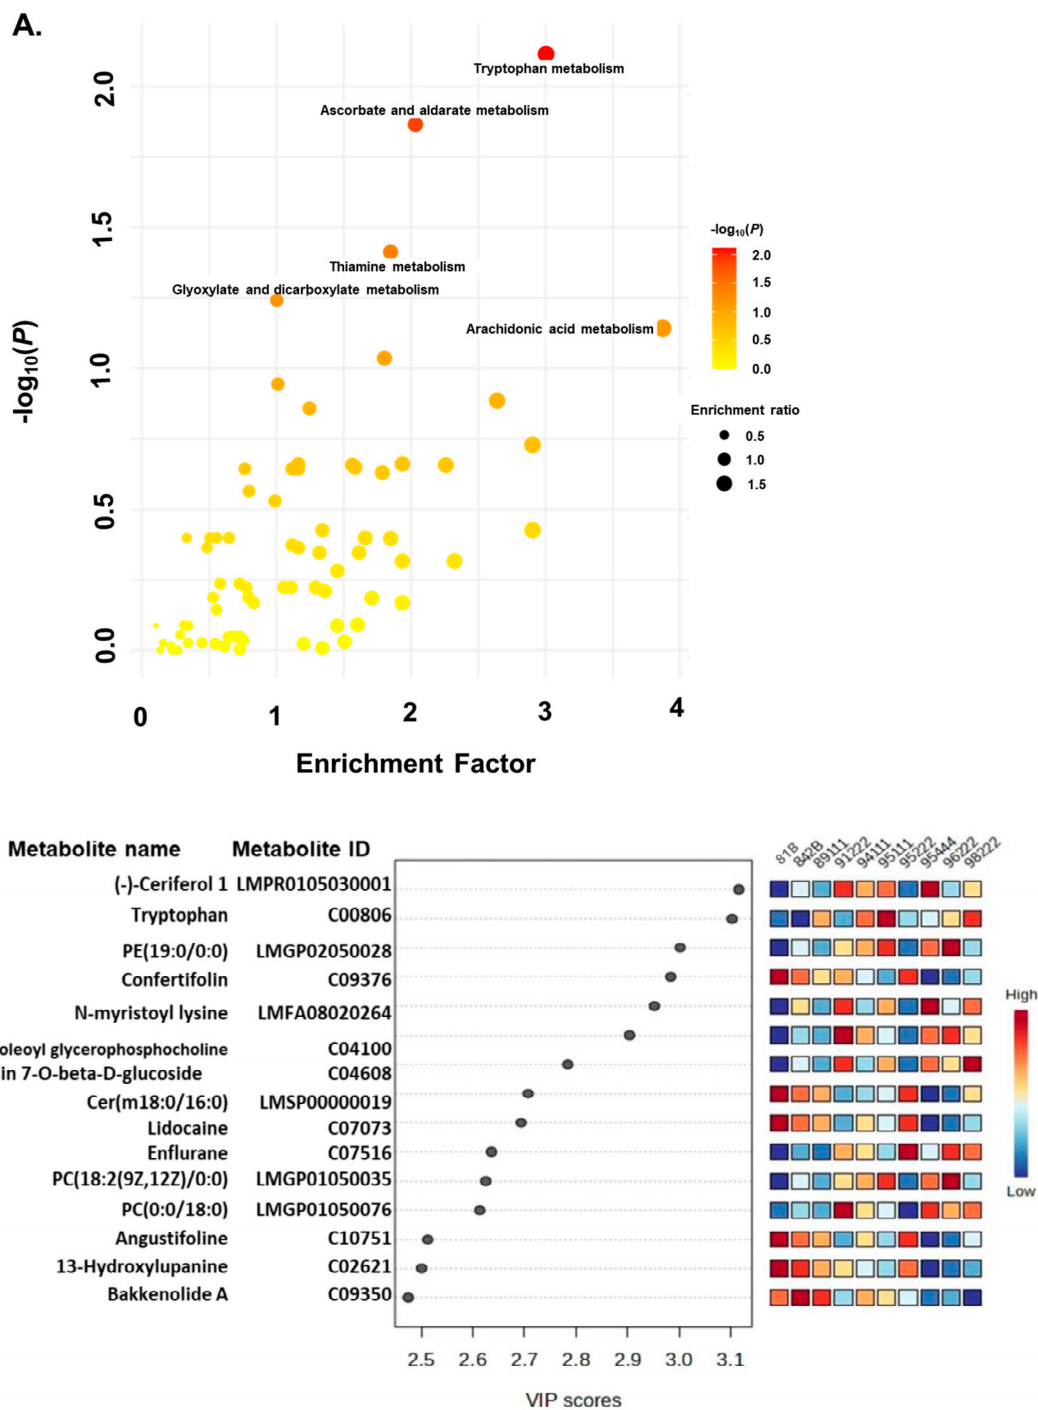 A.
Tryptophan metabolism
Ascorbate and aldarate metabolism
Thiamine metabolism
Glyoxylate and dicarboxylate metabolism
Arachidonic acid metabolism
-log10(P)
2.0
1.5
1.0
0.5
0.0
0 1 2 3 4
Enrichment Factor
-log10(P)
2.0
1.5
1.0
0.5
0.0
Enrichment ratio
0.5
1.0
1.5
Metabolite name Metabolite ID
(-)-Ceriferol 1 LMPR0105030001
Tryptophan C00806
PE(19:0/0:0) LMGP02050028
Confertifolin C09376
N-myristoyl lysine LMFA08020264
oleoyl glycerophosphocholine C04100
in 7-O-beta-D-glucoside C04608
Cer(m18:0/16:0) LMSP00000019
Lidocaine C07073
Enflurane C07516
PC(18:2(9Z,12Z)/0:0) LMGP01050035
PC(0:0/18:0) LMGP01050076
Angustifoline C10751
13-Hydroxylupanine C02621
Bakkenolide A C09350
2.5 2.6 2.7 2.8 2.9 3.0 3.1
VIP scores
81B 842B 89111 91222 94111 95111 95222 95444 96222 98222
High
Low